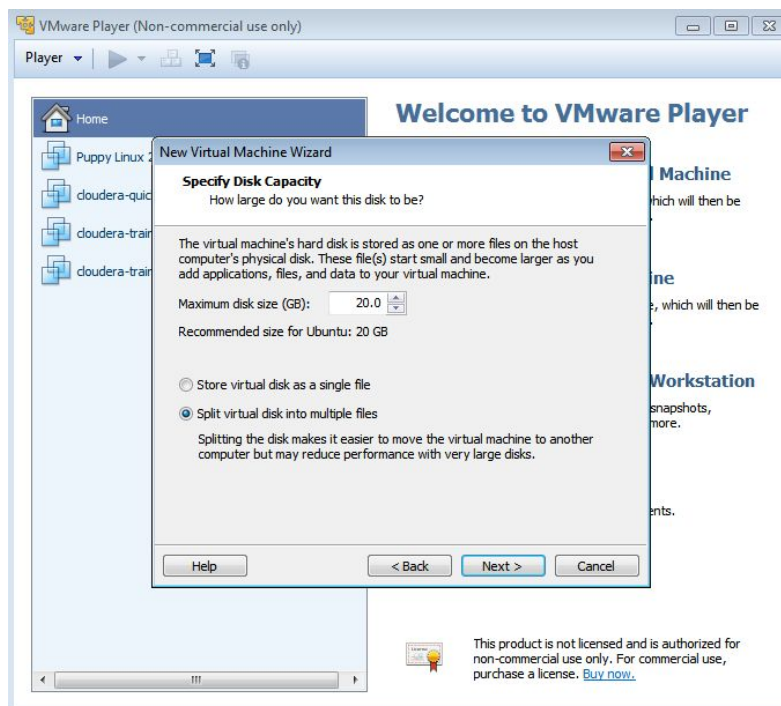 VMware Player (Non-commercial use only)
Player
Home
Welcome to VMware Player
Puppy Linux
cloudera-quic
cloudera-train
cloudera-train
New Virtual Machine Wizard
Specify Disk Capacity
How large do you want this disk to be?
The virtual machine's hard disk is stored as one or more files on the host
computer's physical disk. These file(s) start small and become larger as you
add applications, files, and data to your virtual machine.
Maximum disk size (GB): 20.0
Recommended size for Ubuntu: 20 GB
Store virtual disk as a single file
Split virtual disk into multiple files
Splitting the disk makes it easier to move the virtual machine to another
computer but may reduce performance with very large disks.
Help < Back Next > Cancel
Machine
which will then be
ine
, which will then be
Workstation
snapshots,
more.
ents.
This product is not licensed and is authorized for
non-commercial use only. For commercial use,
purchase a license. Buy now.